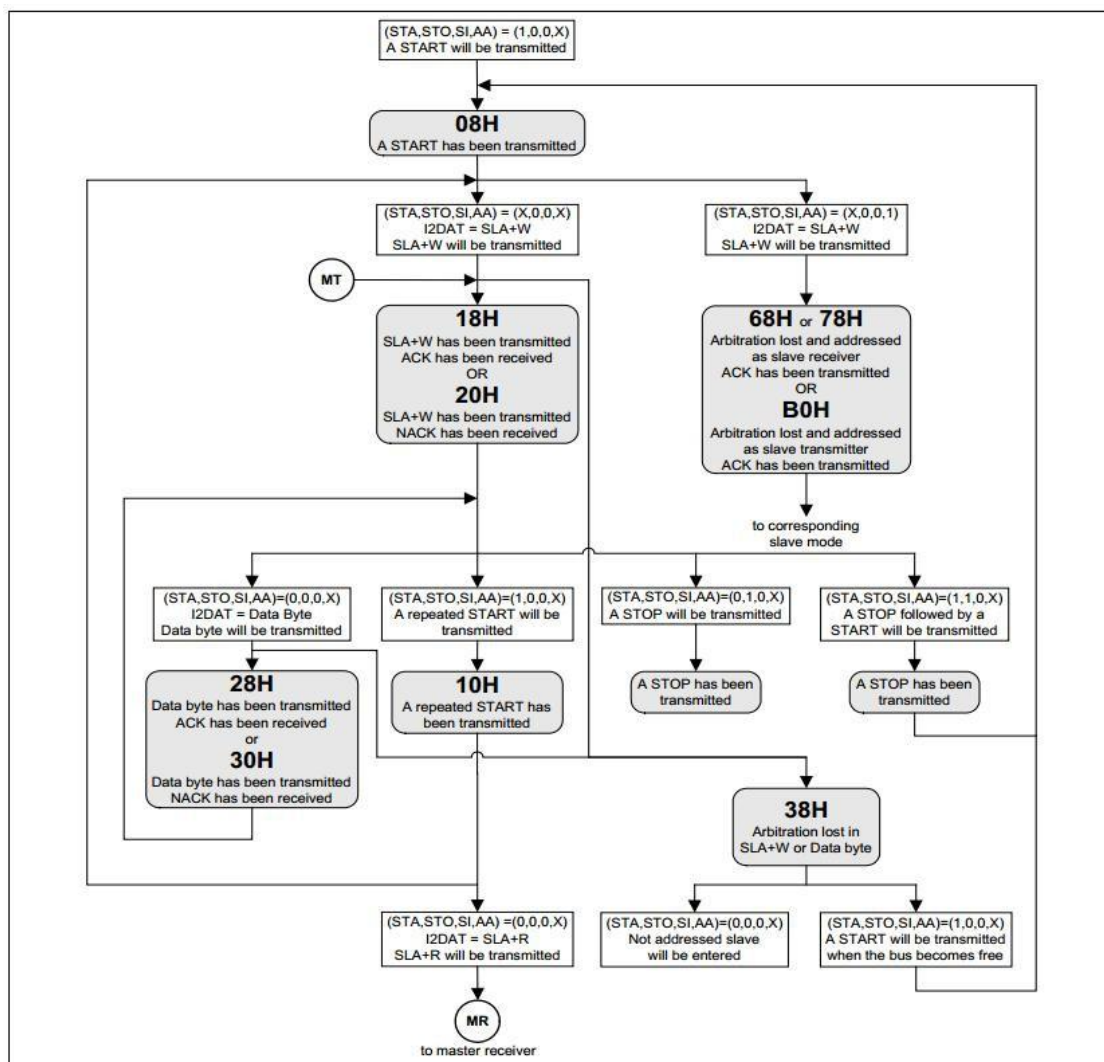 (STA,STO,SI,AA) = (1,0,0,X)
A START will be transmitted
08H
A START has been transmitted
(STA,STO,SI,AA) = (X,0,0,X)
I2DAT = SLA+W
SLA+W will be transmitted
(STA,STO,SI,AA) = (X,0,0,1)
I2DAT = SLA+W
SLA+W will be transmitted
MT
18H
SLA+W has been transmitted
ACK has been received
OR
20H
SLA+W has been transmitted
NACK has been received
68H or 78H
Arbitration lost and addressed
as slave receiver
ACK has been transmitted
OR
B0H
Arbitration lost and addressed
as slave transmitter
ACK has been transmitted
to corresponding
slave mode
(STA,STO,SI,AA)=(0,0,0,X)
I2DAT = Data Byte
Data byte will be transmitted
(STA,STO,SI,AA)=(1,0,0,X)
A repeated START will be
transmitted
(STA,STO,SI,AA)=(0,1,0,X)
A STOP will be transmitted
(STA,STO,SI,AA)=(1,1,0,X)
A STOP followed by a
START will be transmitted
28H
Data byte has been transmitted
ACK has been received
or
30H
Data byte has been transmitted
NACK has been received
10H
A repeated START has
been transmitted
A STOP has been
transmitted
A STOP has been
transmitted
38H
Arbitration lost in
SLA+W or Data byte
(STA,STO,SI,AA) =(0,0,0,X)
I2DAT = SLA+R
SLA+R will be transmitted
(STA,STO,SI,AA)=(0,0,0,X)
Not addressed slave
will be entered
(STA,STO,SI,AA)=(1,0,0,X)
A START will be transmitted
when the bus becomes free
MR
to master receiver